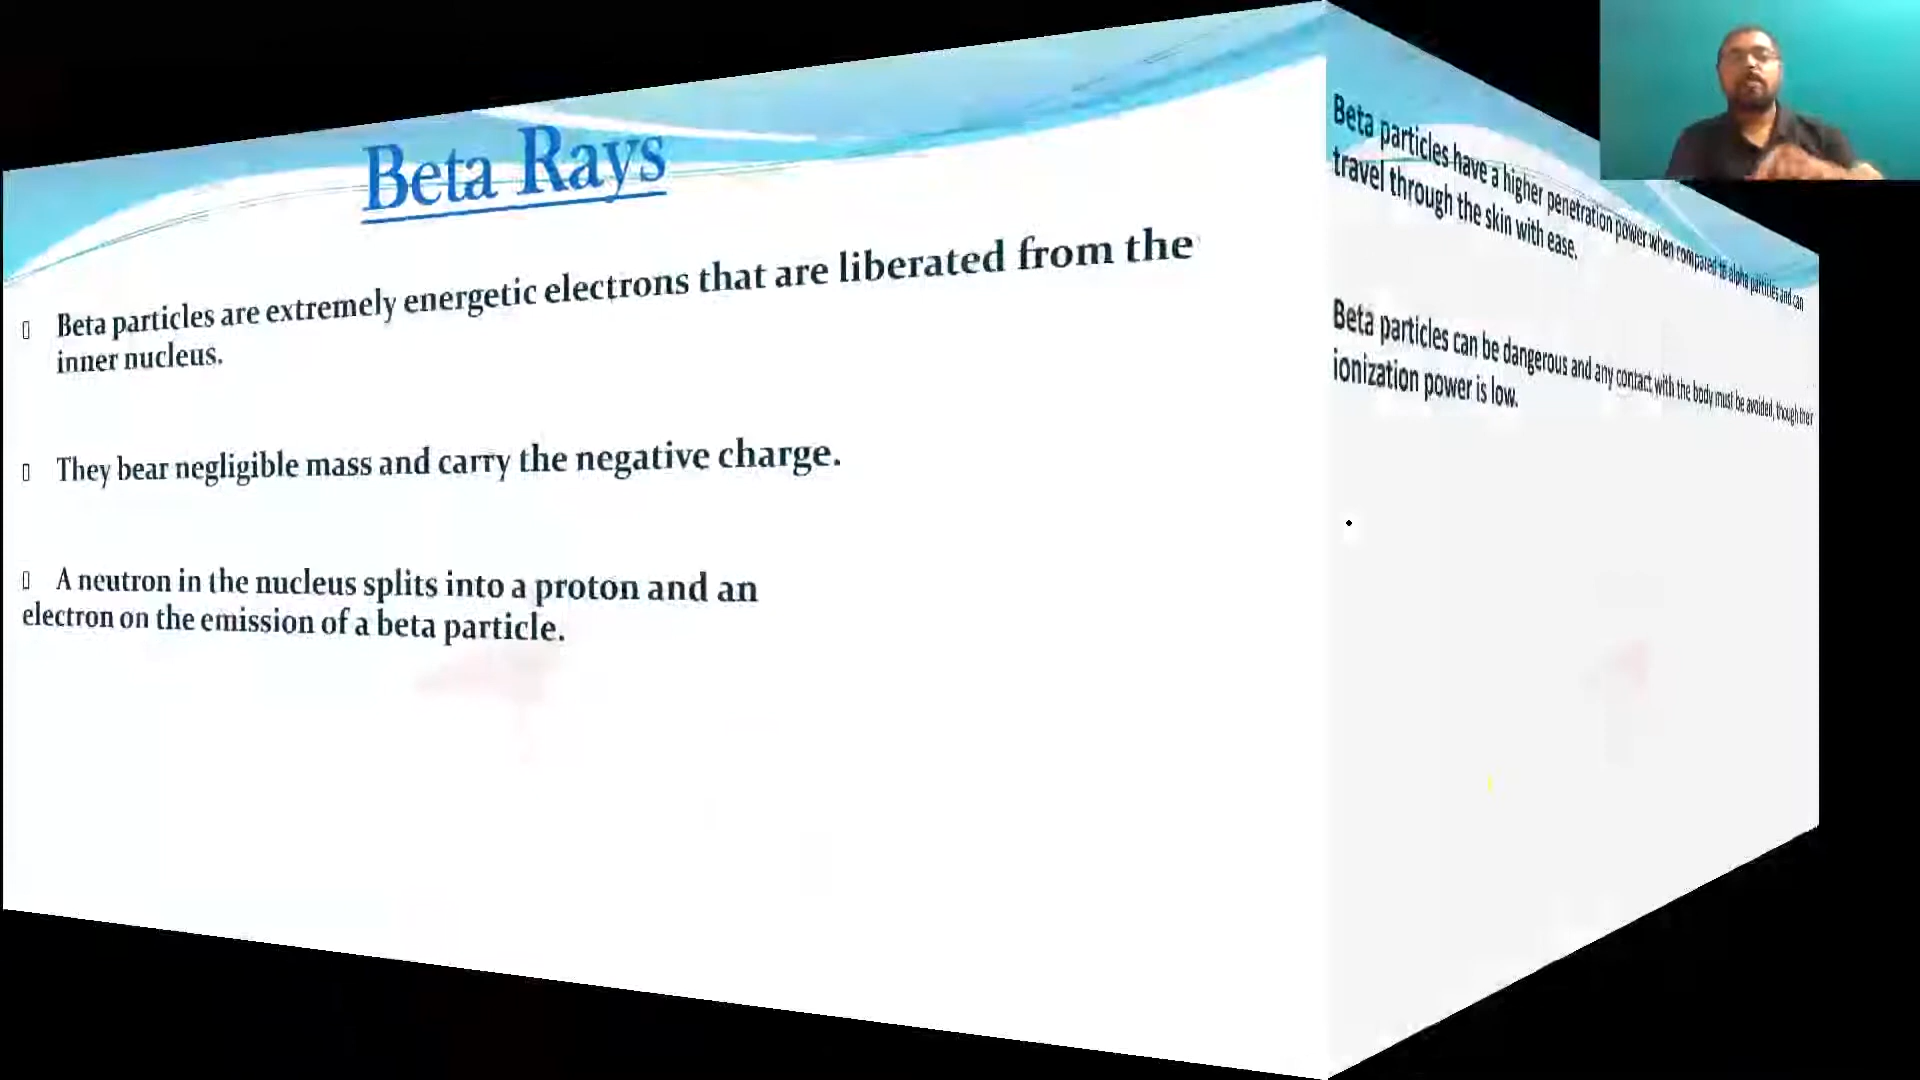 Beta Rays
Beta particles are extremely energetic electrons that are liberated from the
inner nucleus.
They bear negligible mass and carry the negative charge.
A neutron in the nucleus splits into a proton and an
electron on the emission of a beta particle.
Beta particles have a higher penetration power when compared to alpha particles and can
travel through the skin with ease.
Beta particles can be dangerous and any contact with the body must be avoided, though their
ionization power is low.